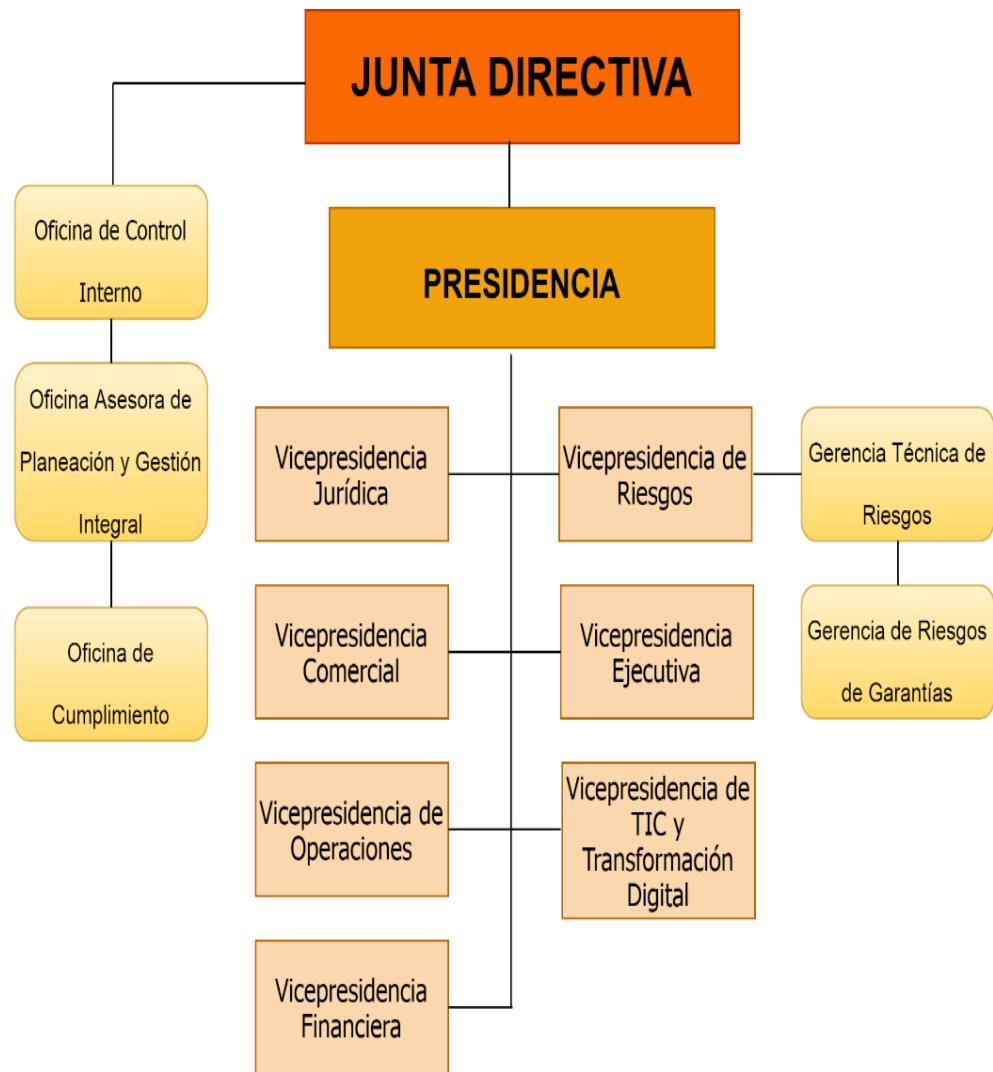 JUNTA DIRECTIVA
Oficina de Control
Interno
PRESIDENCIA
Oficina Asesora de
Planeación y Gestión
Integral
Oficina de
Cumplimiento
Vicepresidencia
Jurídica
Vicepresidencia de
Riesgos
Gerencia Técnica de
Riesgos
Gerencia de Riesgos
de Garantías
Vicepresidencia
Comercial
Vicepresidencia
Ejecutiva
Vicepresidencia de
Operaciones
Vicepresidencia de
TIC y
Transformación
Digital
Vicepresidencia
Financiera